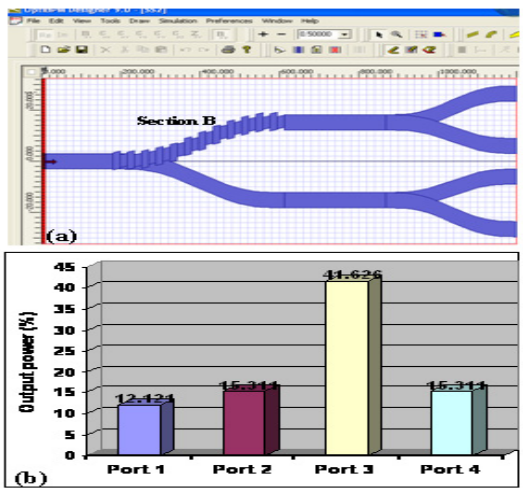 OptiBPM Designer 9.0 - [SS2]
File Edit View Tools Draw Simulation Preferences Window Help
0.50000
0.000 200.000 400.000 600.000 800.000 1000.000
20.000
0.000
-20.000
Section B
(a)
45
40
35
30
25
20
15
10
5
0
Output power (%)
12.121
15.311
41.626
15.311
Port 1 Port 2 Port 3 Port 4
(b)